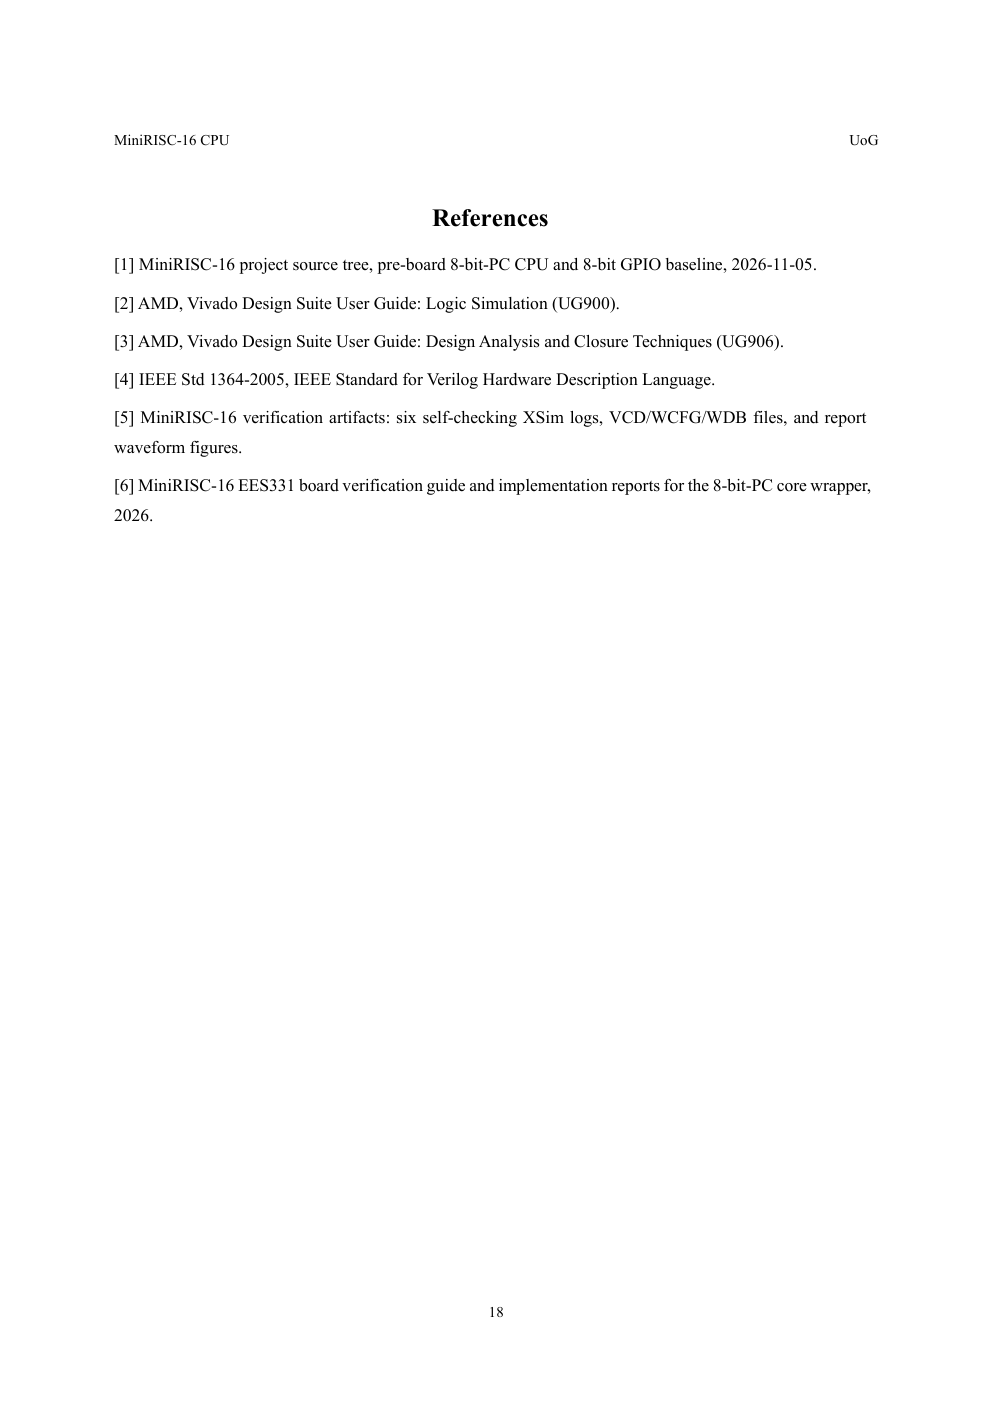 MiniRISC-16 CPU UoG
References
[1] MiniRISC-16 project source tree, pre-board 8-bit-PC CPU and 8-bit GPIO baseline, 2026-11-05.
[2] AMD, Vivado Design Suite User Guide: Logic Simulation (UG900).
[3] AMD, Vivado Design Suite User Guide: Design Analysis and Closure Techniques (UG906).
[4] IEEE Std 1364-2005, IEEE Standard for Verilog Hardware Description Language.
[5] MiniRISC-16 verification artifacts: six self-checking XSim logs, VCD/WCFG/WDB files, and report
waveform figures.
[6] MiniRISC-16 EES331 board verification guide and implementation reports for the 8-bit-PC core wrapper,
2026.
18